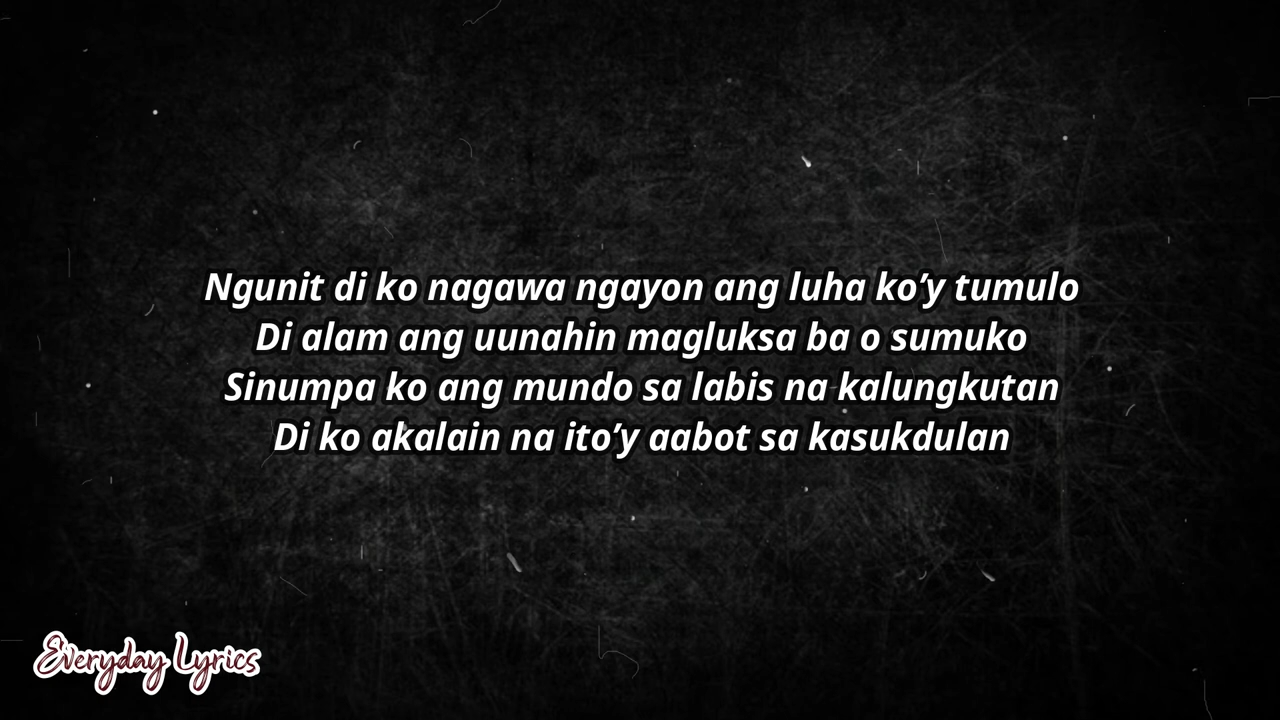 Ngunit di ko nagawa ngayon ang luha ko’y tumulo
Di alam ang uunahin magluksa ba o sumuko
Sinumpa ko ang mundo sa labis na kalungkutan
Di ko akalain na ito’y aabot sa kasukdulan
Everyday Lyrics